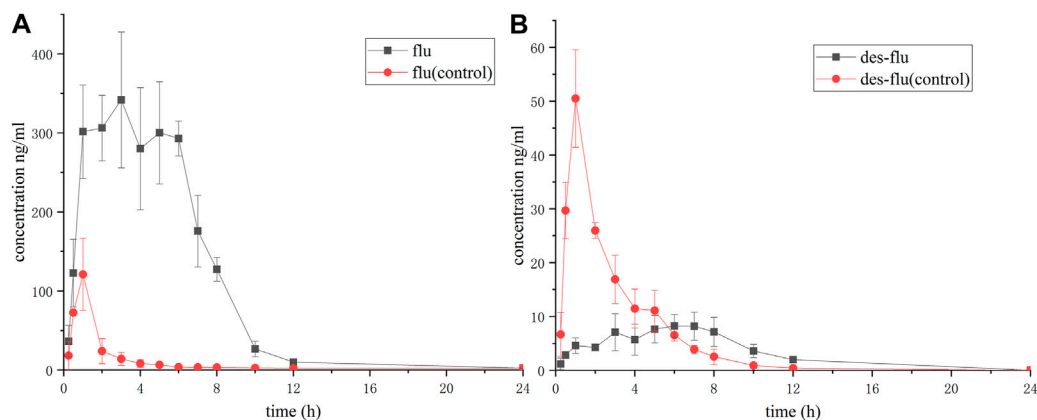 A
flu
flu(control)
400
300
200
100
0
0
4
8
12
16
20
24
concentration ng/ml
time (h)
B
des-flu
des-flu(control)
60
50
40
30
20
10
0
0
4
8
12
16
20
24
concentration ng/ml
time (h)